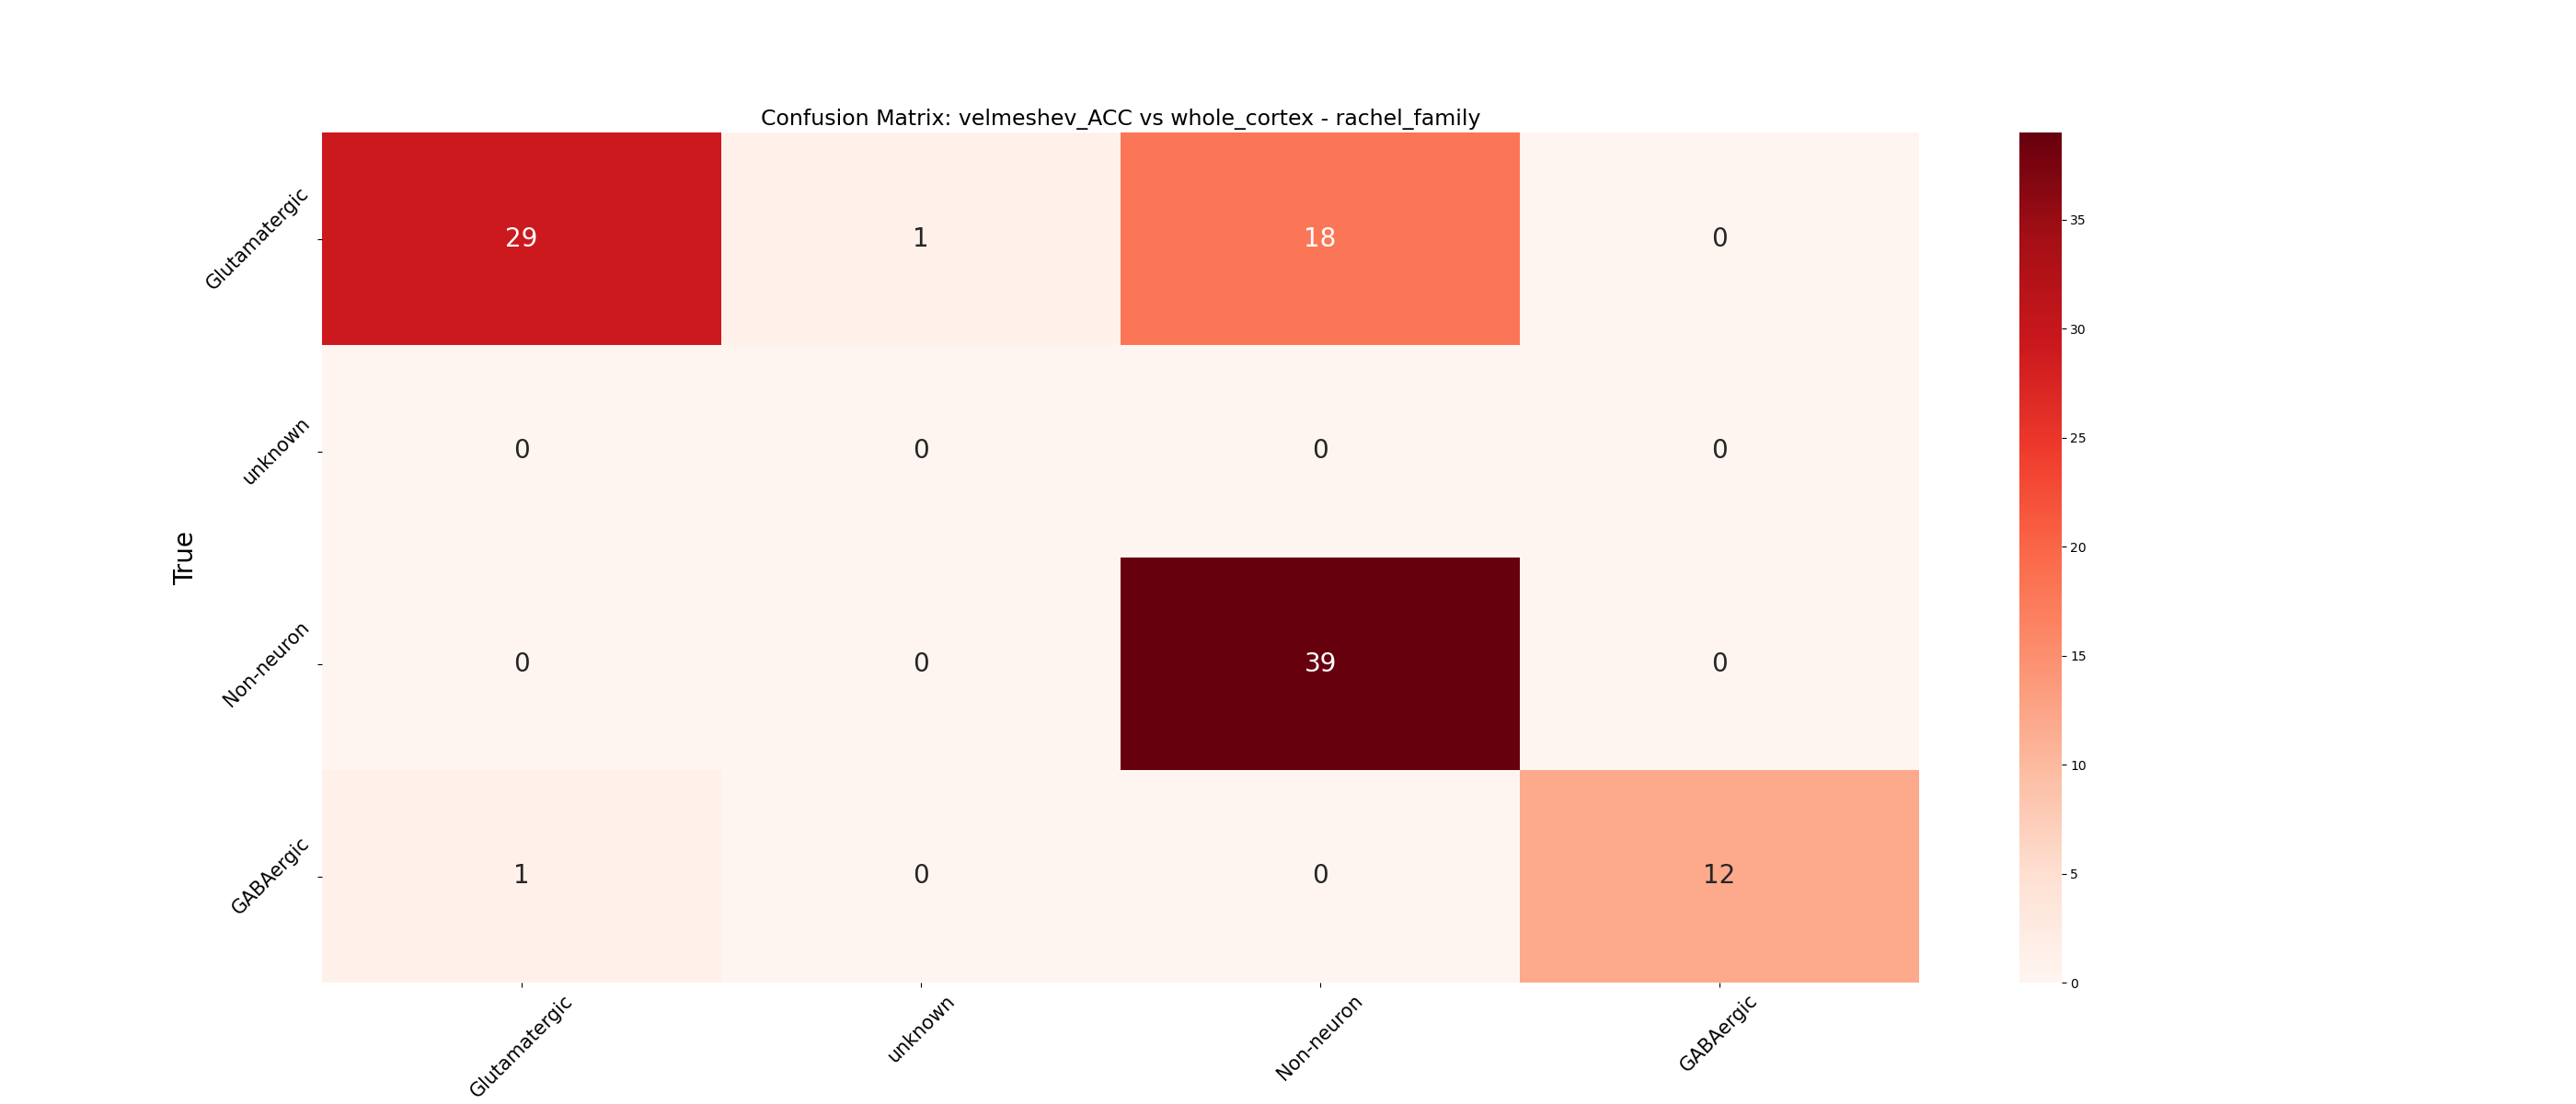 Confusion Matrix: velmeshev_ACC vs whole_cortex - rachel_family
True
Glutamatergic 29 1 18 0
unknown 0 0 0 0
Non-neuron 0 0 39 0
GABAergic 1 0 0 12
Glutamatergic unknown Non-neuron GABAergic
35
30
25
20
15
10
5
0